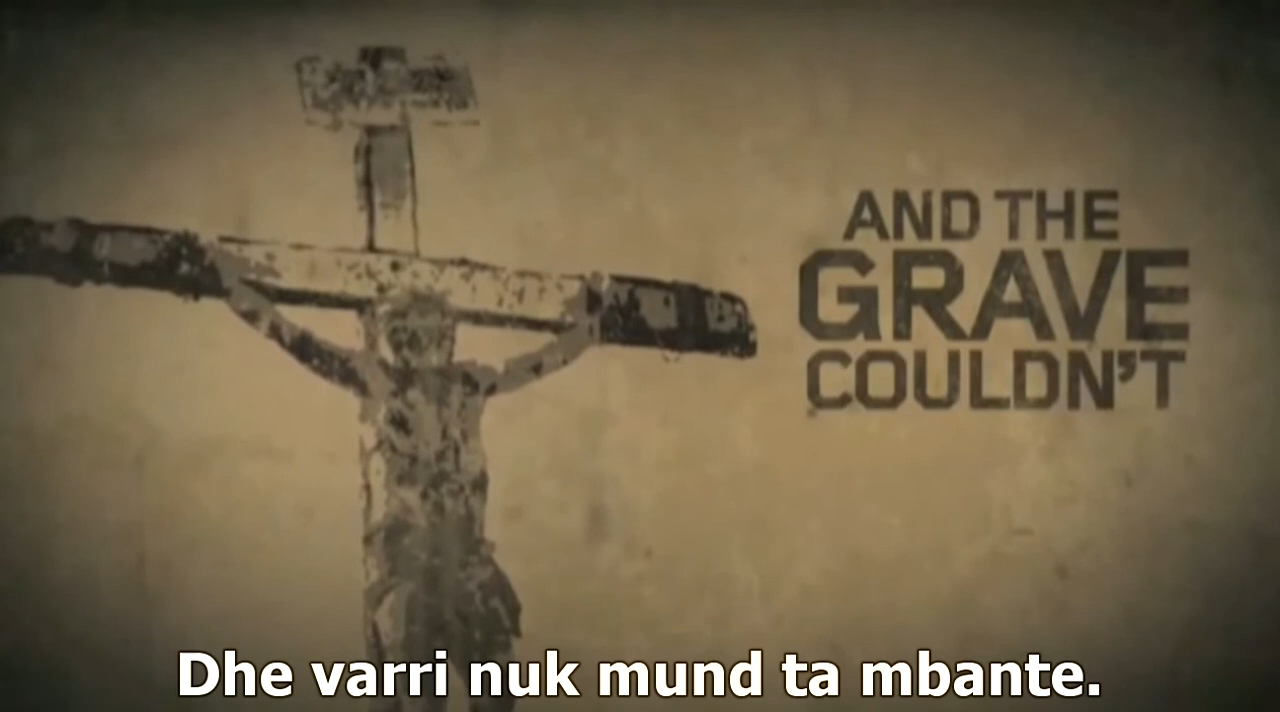 AND THE
GRAVE
COULDN'T
Dhe varri nuk mund ta mbante.